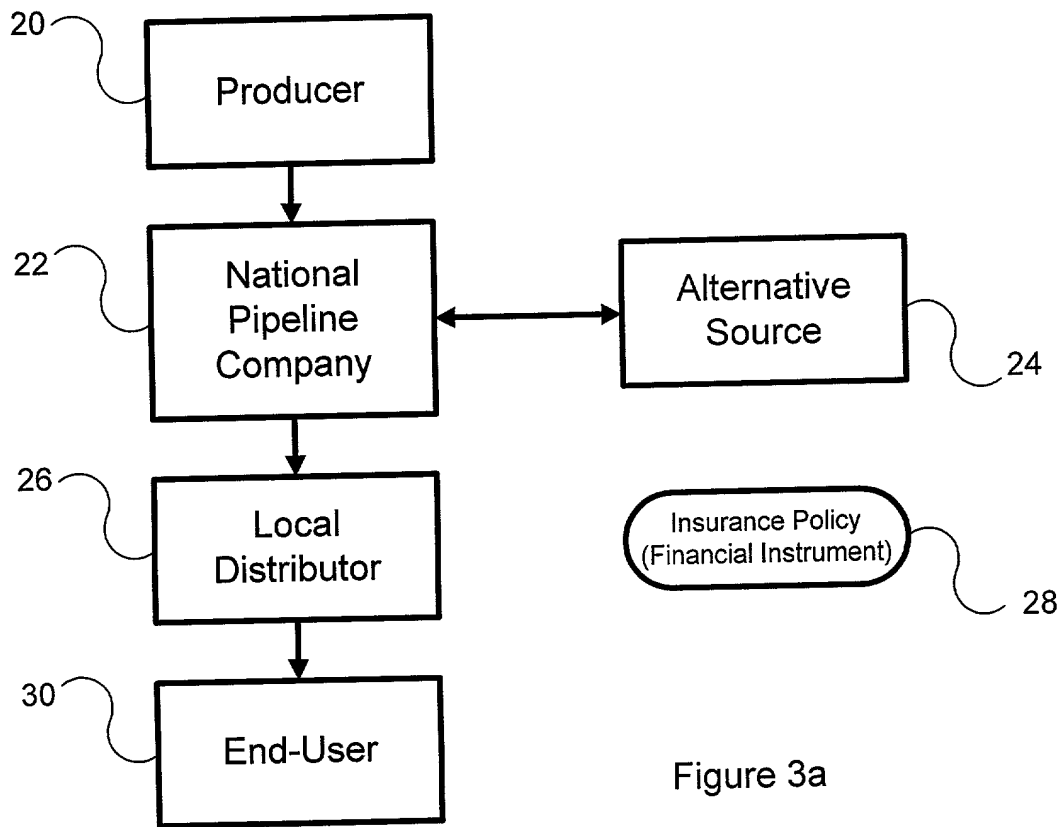 20
Producer
22
National
Pipeline
Company
Alternative
Source
24
26
Local
Distributor
Insurance Policy
(Financial Instrument)
28
30
End-User
Figure 3a